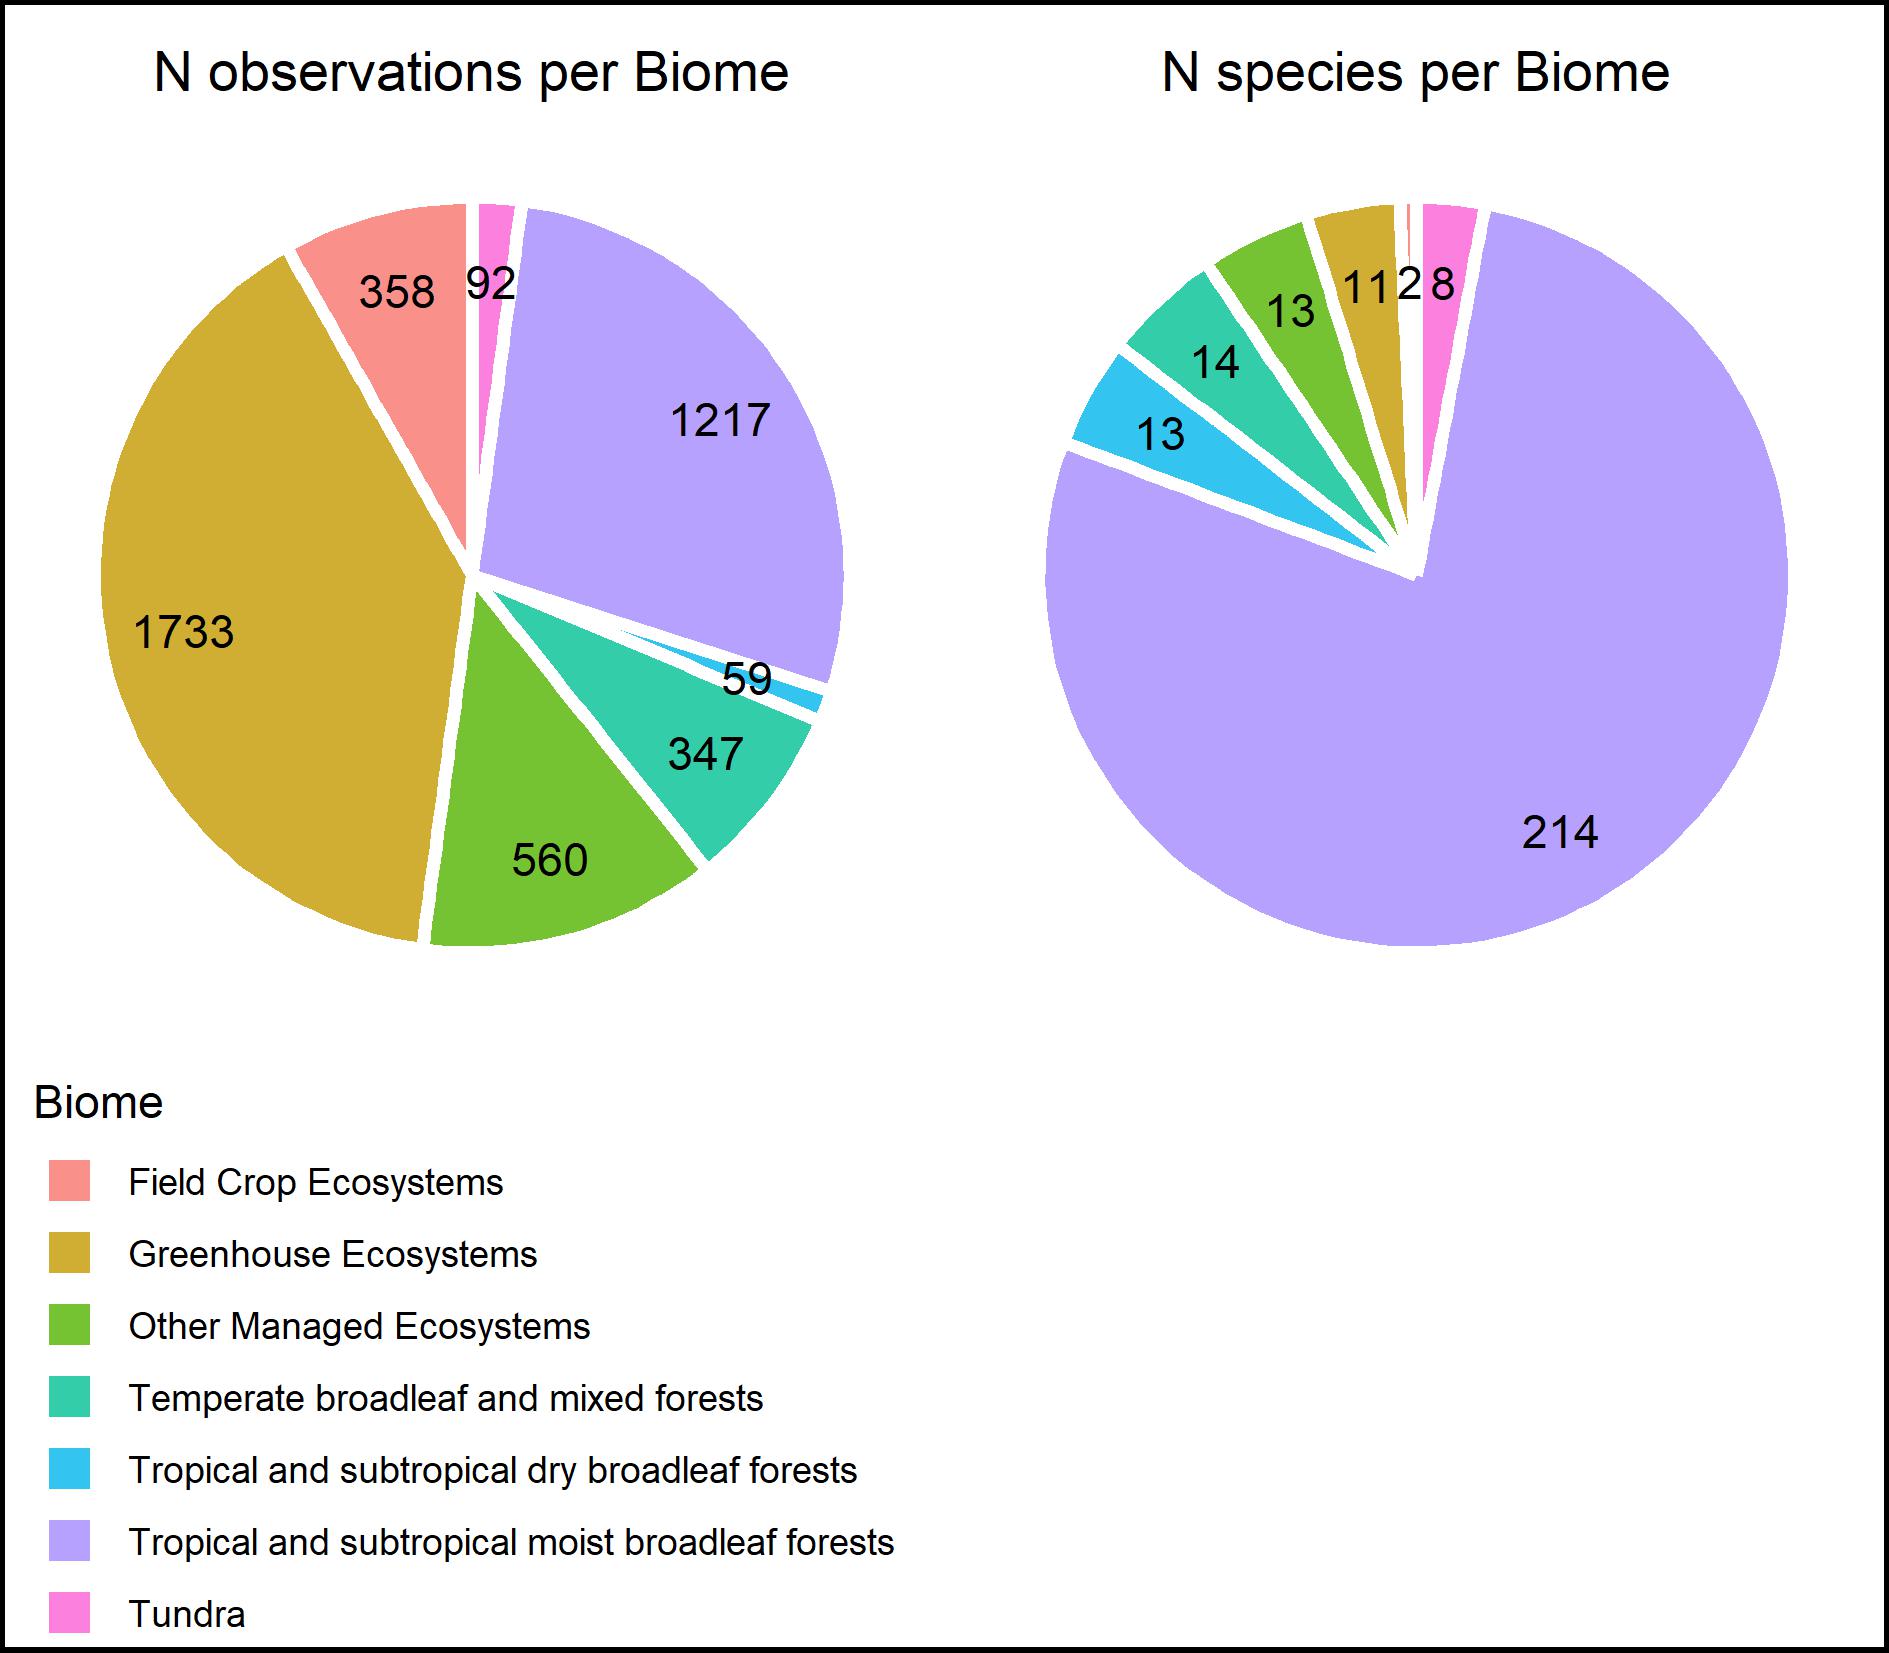 N observations per Biome
N species per Biome
358
92
1217
1733
59
347
560
13
14
13
11
2
8
214
Biome
Field Crop Ecosystems
Greenhouse Ecosystems
Other Managed Ecosystems
Temperate broadleaf and mixed forests
Tropical and subtropical dry broadleaf forests
Tropical and subtropical moist broadleaf forests
Tundra